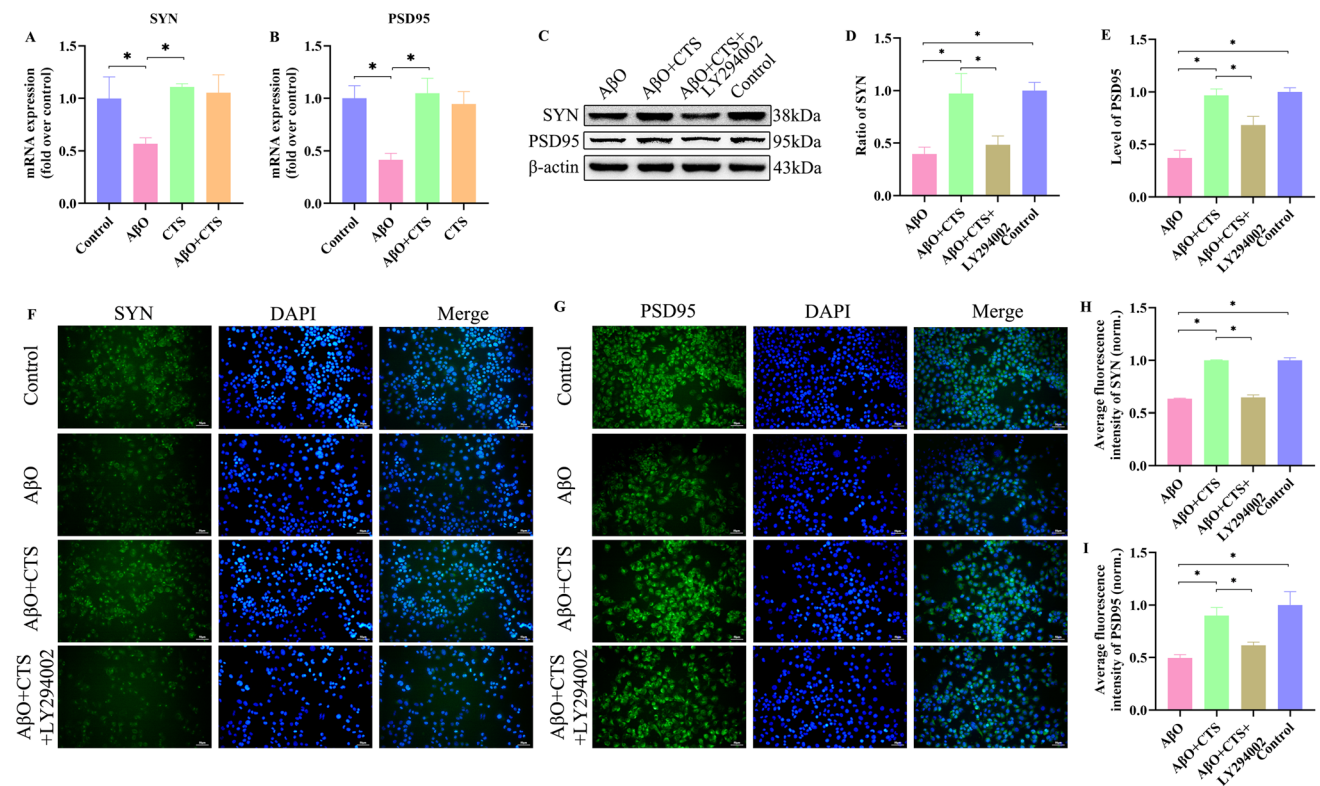 SYN
A
mRNA expression
(fold over control)
1.5
1.0
0.5
0.0
*
*
Control
AβO
CTS
AβO+CTS
PSD95
B
mRNA expression
(fold over control)
1.5
1.0
0.5
0.0
*
*
Control
AβO
AβO+CTS
CTS
C
AβO
AβO+CTS
AβO+CTS+
LY294002
Control
SYN
38kDa
PSD95
95kDa
β-actin
43kDa
D
Ratio of SYN
1.5
1.0
0.5
0.0
*
*
*
AβO
AβO+CTS
AβO+CTS+
LY294002
Control
E
Level of PSD95
1.5
1.0
0.5
0.0
*
*
*
AβO
AβO+CTS
AβO+CTS+
LY294002
Control
F
SYN
DAPI
Merge
Control
AβO
AβO+CTS
AβO+CTS
+LY294002
G
PSD95
DAPI
Merge
Control
AβO
AβO+CTS
AβO+CTS
+LY294002
H
Average fluorescence
intensity of SYN (norm.)
1.5
1.0
0.5
0.0
*
*
*
AβO
AβO+CTS
AβO+CTS+
LY294002
Control
I
Average fluorescence
intensity of PSD95 (norm.)
1.5
1.0
0.5
0.0
*
*
*
AβO
AβO+CTS
AβO+CTS+
LY294002
Control